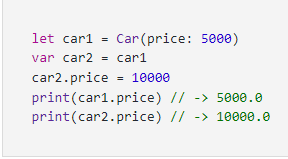 let car1 = Car(price: 5000)
var car2 = car1
car2.price = 10000
print(car1.price) // -> 5000.0
print(car2.price) // -> 10000.0